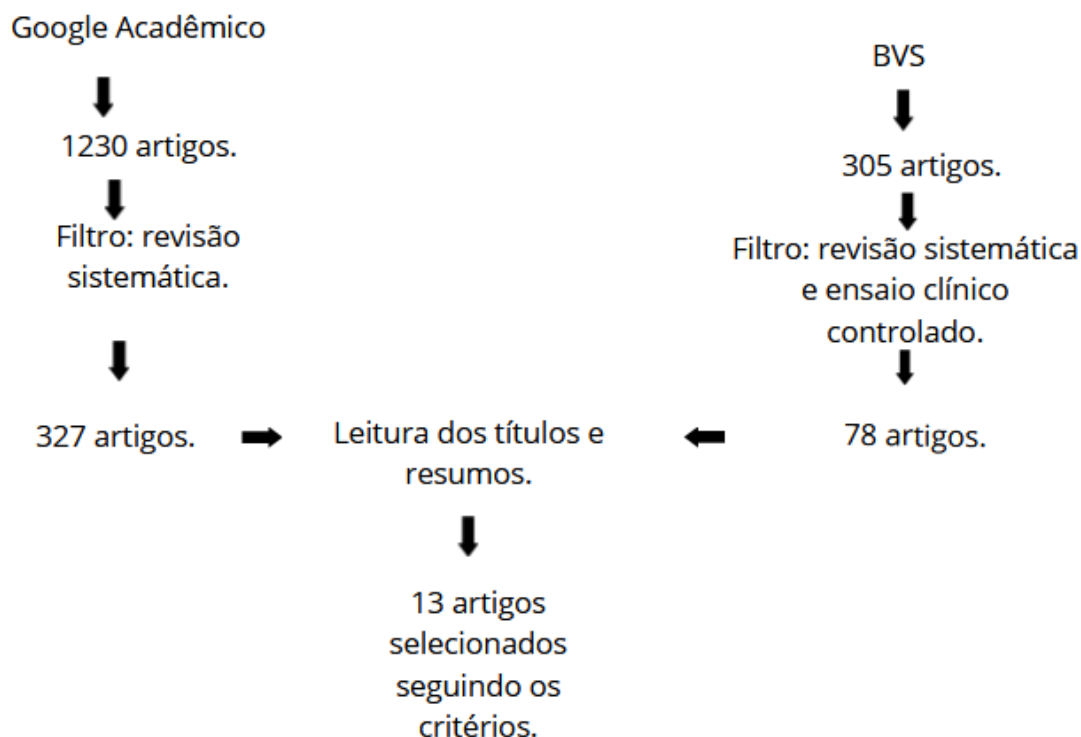 Google Acadêmico
BVS
1230 artigos.
305 artigos.
Filtro: revisão
sistemática.
Filtro: revisão sistemática
e ensaio clínico
controlado.
327 artigos.
Leitura dos títulos e
resumos.
78 artigos.
13 artigos
selecionados
seguindo os
critérios.